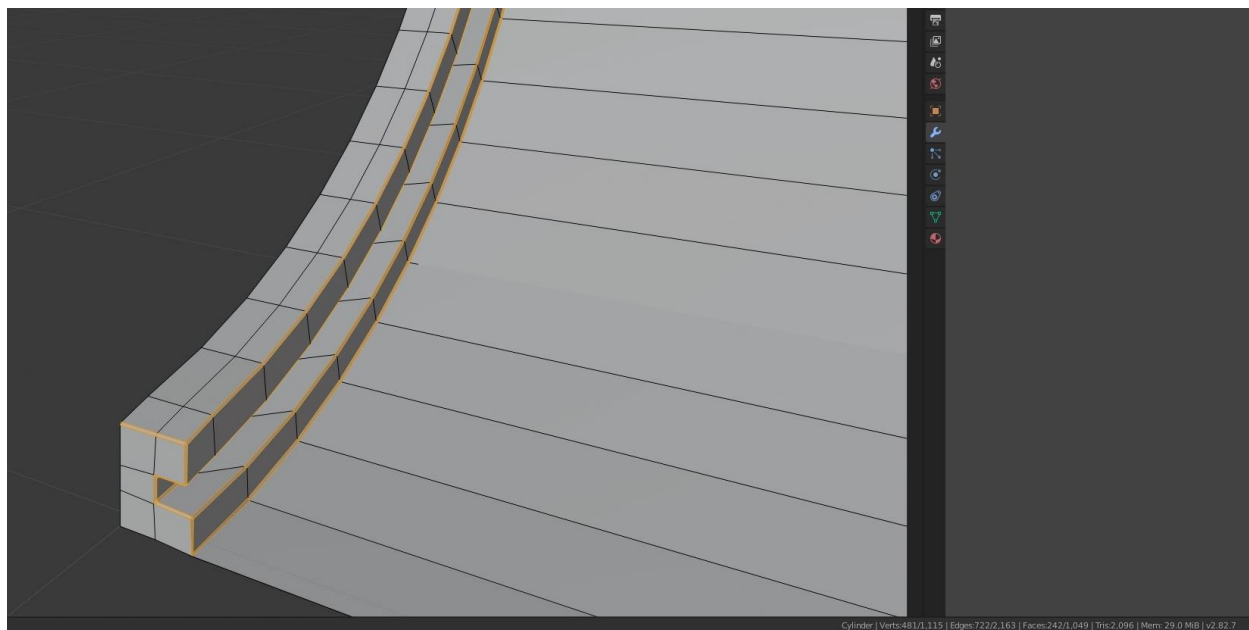 Cylinder | Verts:481/1,115 | Edges:722/2,163 | Faces:242/1,049 | Tris:2,096 | Mem: 29.0 MiB | v2.82.7